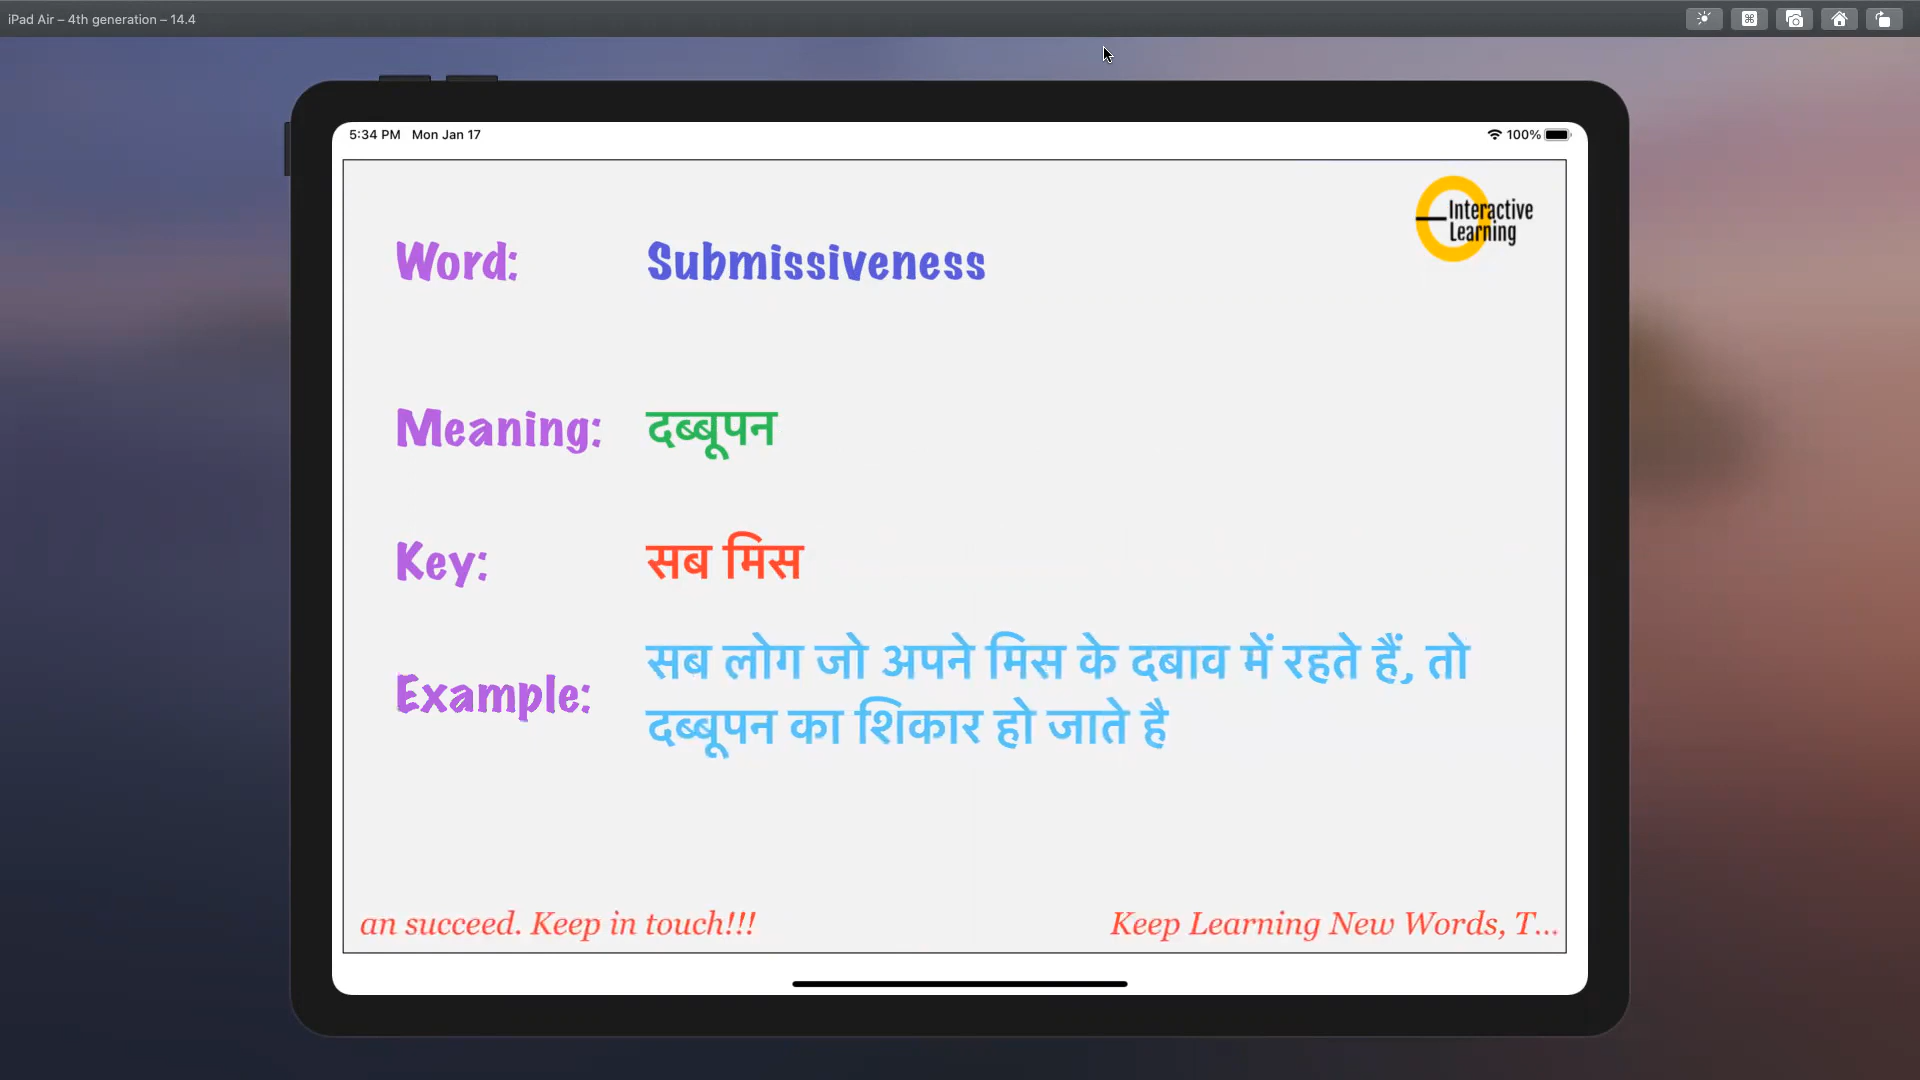 iPad Air – 4th generation – 14.4
5:34 PM Mon Jan 17
100%
Interactive
Learning
Word: Submissiveness
Meaning: दब्बूपन
Key: सब मिस
Example: सब लोग जो अपने मिस के दबाव में रहते हैं, तो
दब्बूपन का शिकार हो जाते है
an succeed. Keep in touch!!! Keep Learning New Words, T...